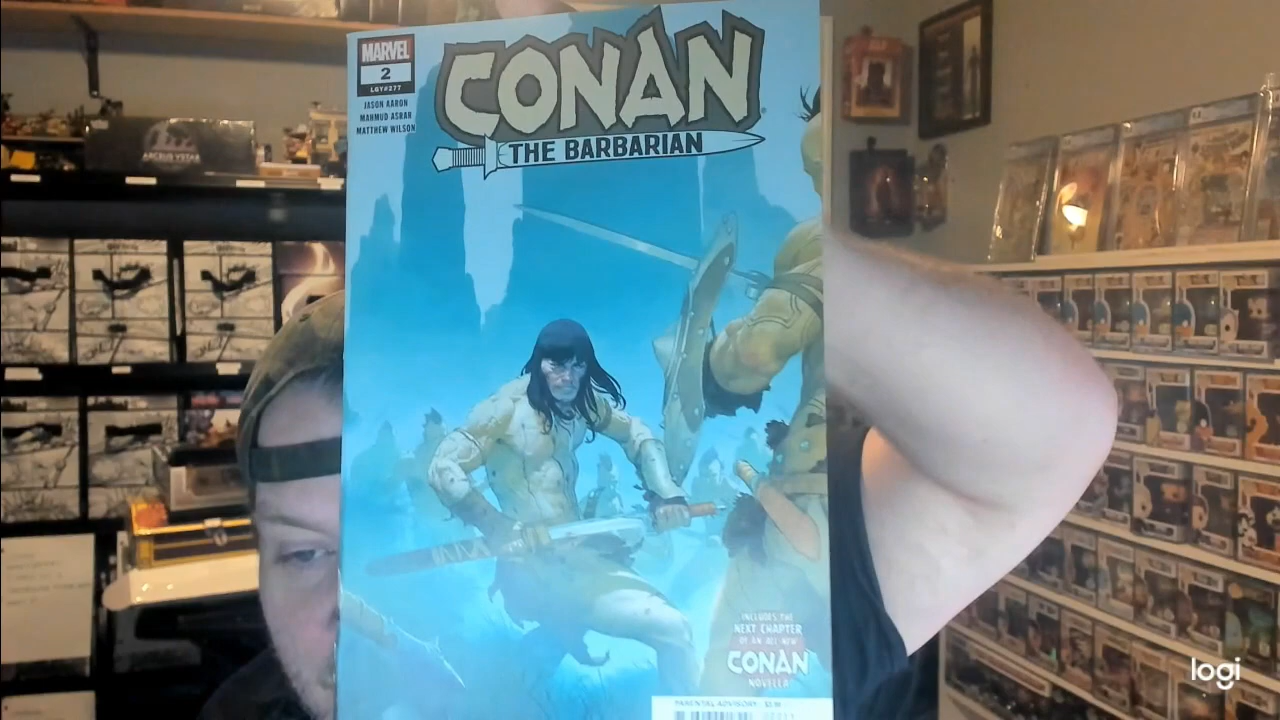 MARVEL
2
LGY#277
JASON AARON
MAHMUD ASRAR
MATTHEW WILSON
CONAN
THE BARBARIAN
INCLUDES THE
NEXT CHAPTER
OF AN ALL-NEW
CONAN
NOVELLA
PARENTAL ADVISORY
logi